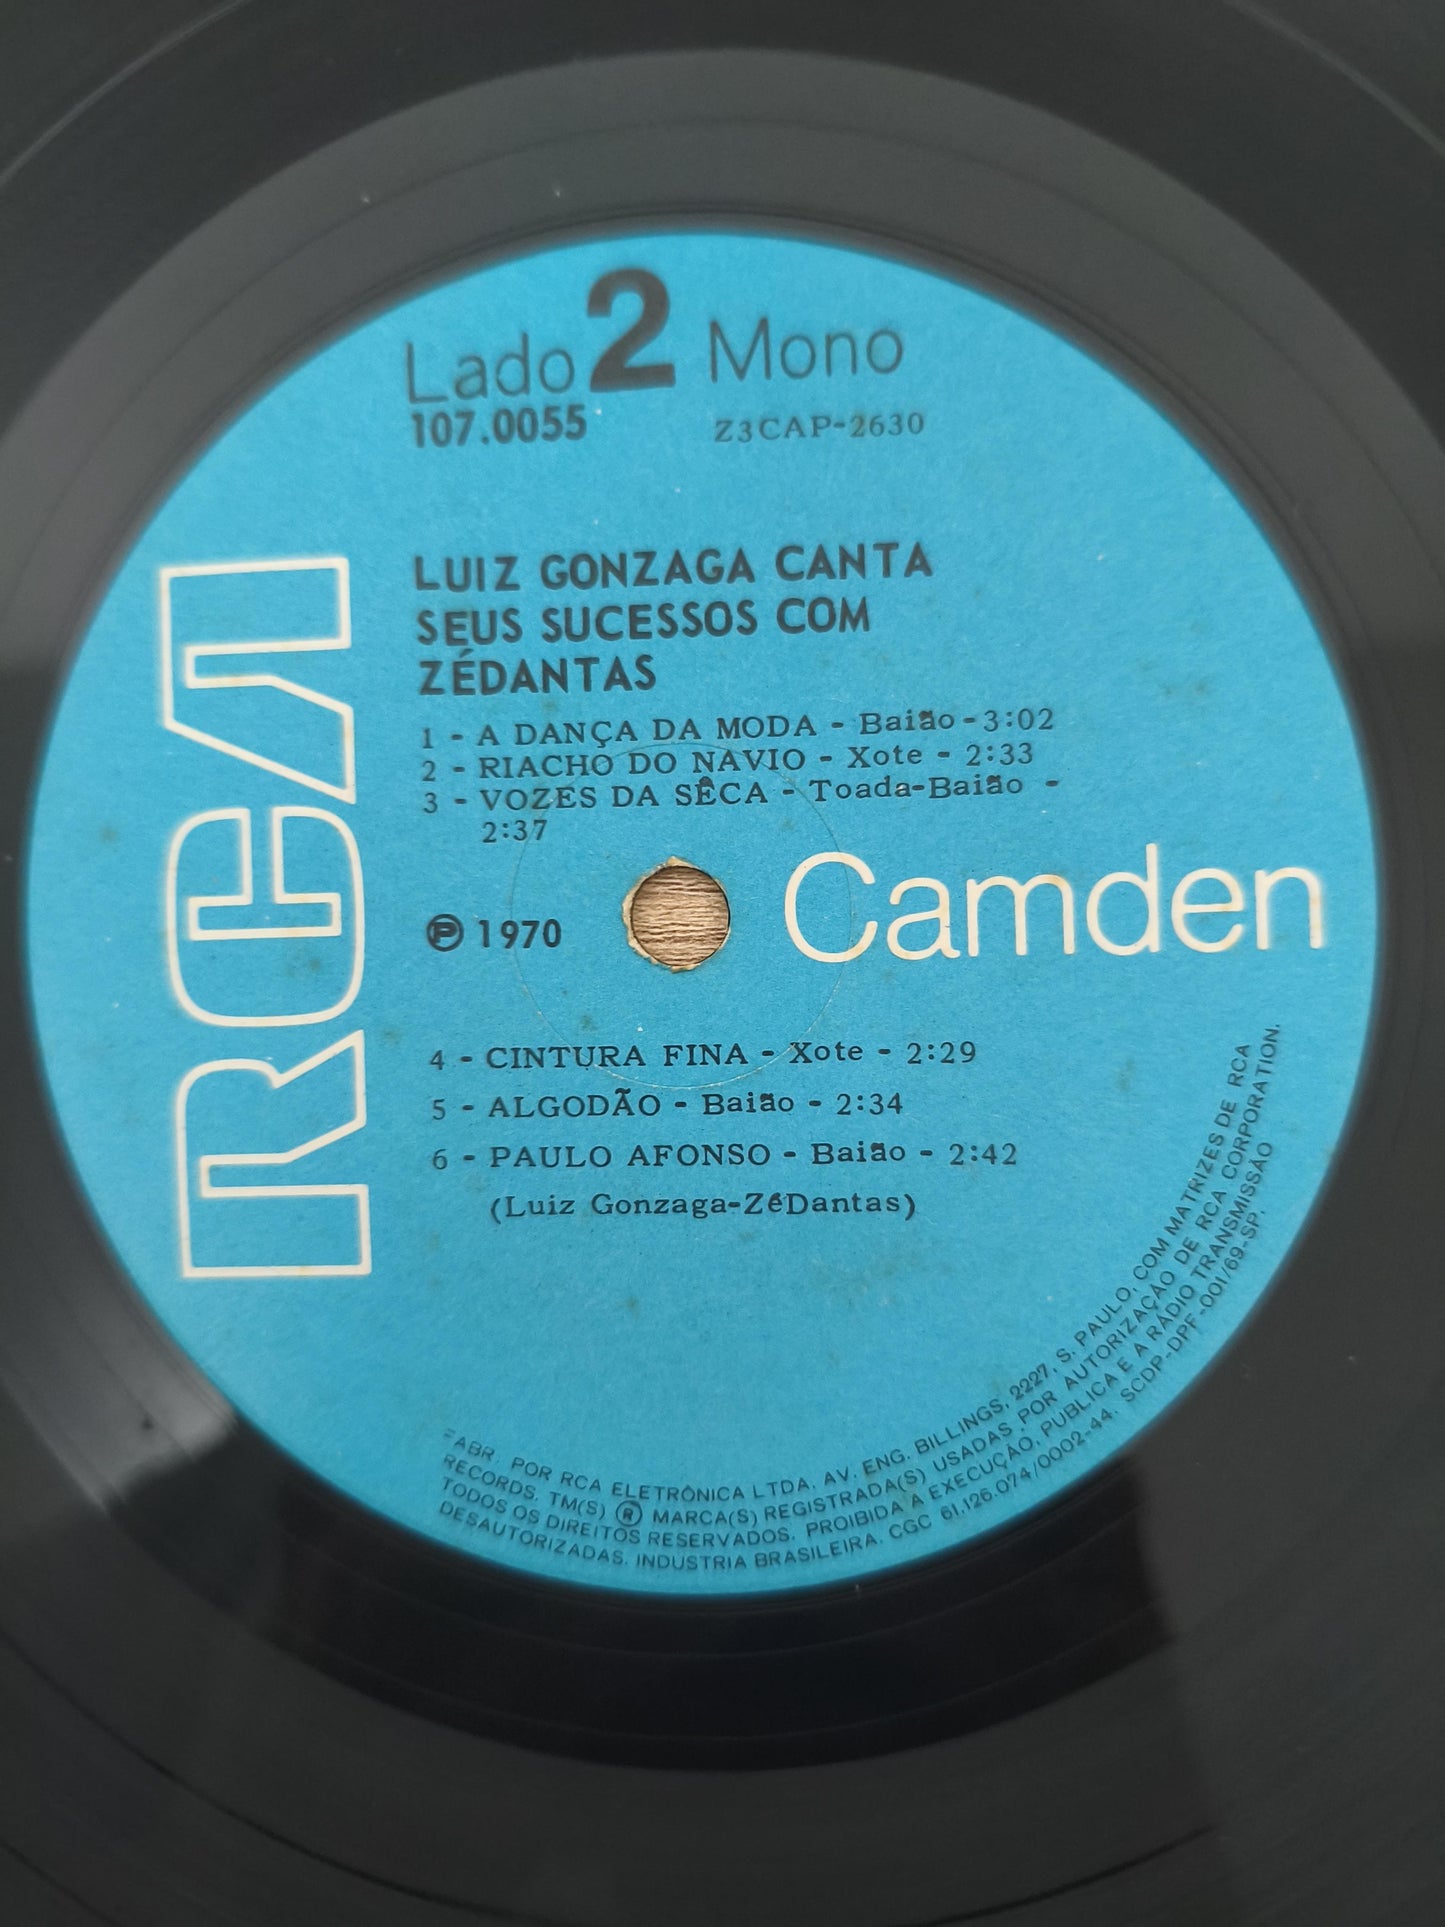 Lado 2 Mono
107.0055 Z3CAP-2630
LUIZ GONZAGA CANTA
SEUS SUCESSOS COM
ZÉDANTAS
1 - A DANÇA DA MODA - Baião - 3:02
2 - RIACHO DO NAVIO - Xote - 2:33
3 - VOZES DA SÊCA - Toada-Baião -
2:37
RCA
Ⓟ 1970
Camden
4 - CINTURA FINA - Xote - 2:29
5 - ALGODÃO - Baião - 2:34
6 - PAULO AFONSO - Baião - 2:42
(Luiz Gonzaga-ZéDantas)
FABR. POR RCA ELETRÔNICA LTDA. AV. ENG. BILLINGS, 2227, S. PAULO, COM MATRIZES DE RCA
RECORDS. TM(S) ® MARCA(S) REGISTRADA(S) USADAS POR AUTORIZAÇÃO DE RCA CORPORATION.
TODOS OS DIREITOS RESERVADOS. PROIBIDA A EXECUÇÃO, PUBLICA E A RÁDIO TRANSMISSÃO
DESAUTORIZADAS. INDUSTRIA BRASILEIRA. CGC 61.126.074/0002-44. SCDP-DPF-001/69-SP.